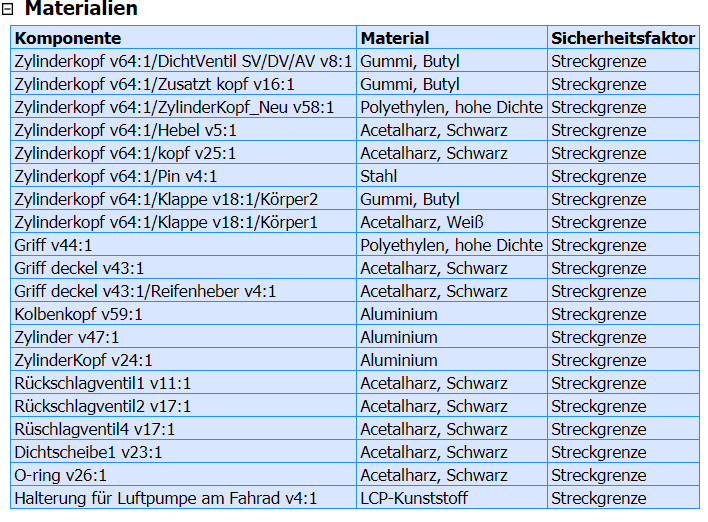 Materialien
Komponente Material Sicherheitsfaktor
Zylinderkopf v64:1/DichtVentil SV/DV/AV v8:1 Gummi, Butyl Streckgrenze
Zylinderkopf v64:1/Zusatzt kopf v16:1 Gummi, Butyl Streckgrenze
Zylinderkopf v64:1/ZylinderKopf_Neu v58:1 Polyethylen, hohe Dichte Streckgrenze
Zylinderkopf v64:1/Hebel v5:1 Acetalharz, Schwarz Streckgrenze
Zylinderkopf v64:1/kopf v25:1 Acetalharz, Schwarz Streckgrenze
Zylinderkopf v64:1/Pin v4:1 Stahl Streckgrenze
Zylinderkopf v64:1/Klappe v18:1/Körper2 Gummi, Butyl Streckgrenze
Zylinderkopf v64:1/Klappe v18:1/Körper1 Acetalharz, Weiß Streckgrenze
Griff v44:1 Polyethylen, hohe Dichte Streckgrenze
Griff deckel v43:1 Acetalharz, Schwarz Streckgrenze
Griff deckel v43:1/Reifenheber v4:1 Acetalharz, Schwarz Streckgrenze
Kolbenkopf v59:1 Aluminium Streckgrenze
Zylinder v47:1 Aluminium Streckgrenze
ZylinderKopf v24:1 Aluminium Streckgrenze
Rückschlagventil1 v11:1 Acetalharz, Schwarz Streckgrenze
Rückschlagventil2 v17:1 Acetalharz, Schwarz Streckgrenze
Rüschlagventil4 v17:1 Acetalharz, Schwarz Streckgrenze
Dichtscheibe1 v23:1 Acetalharz, Schwarz Streckgrenze
O-ring v26:1 Acetalharz, Schwarz Streckgrenze
Halterung für Luftpumpe am Fahrad v4:1 LCP-Kunststoff Streckgrenze